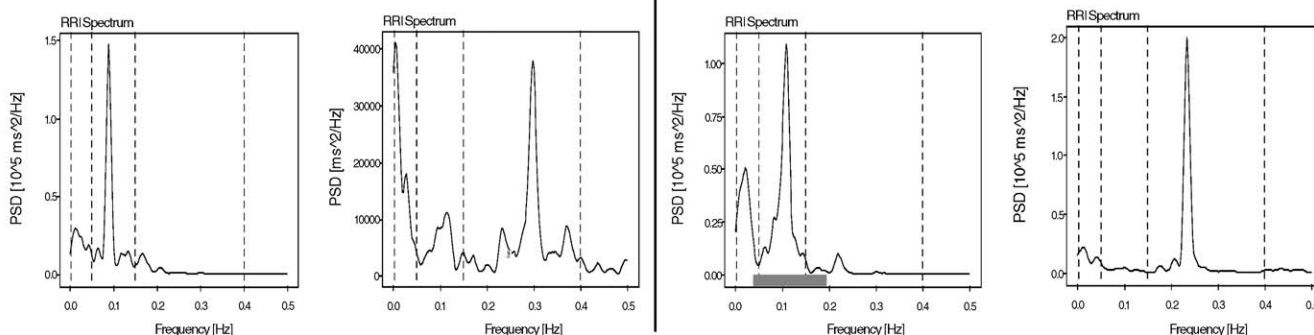 RRI Spectrum
PSD [10^5 ms^2/Hz]
1.5
1.0
0.5
0.0
0.0 0.1 0.2 0.3 0.4 0.5
Frequency [Hz]
RRI Spectrum
PSD [ms^2/Hz]
40000
30000
20000
10000
0
0.0 0.1 0.2 0.3 0.4 0.5
Frequency [Hz]
RRI Spectrum
PSD [10^5 ms^2/Hz]
1.00
0.75
0.50
0.25
0.00
0.0 0.1 0.2 0.3 0.4 0.5
Frequency [Hz]
RRI Spectrum
PSD [10^5 ms^2/Hz]
2.0
1.5
1.0
0.5
0.0
0.0 0.1 0.2 0.3 0.4 0.5
Frequency [Hz]